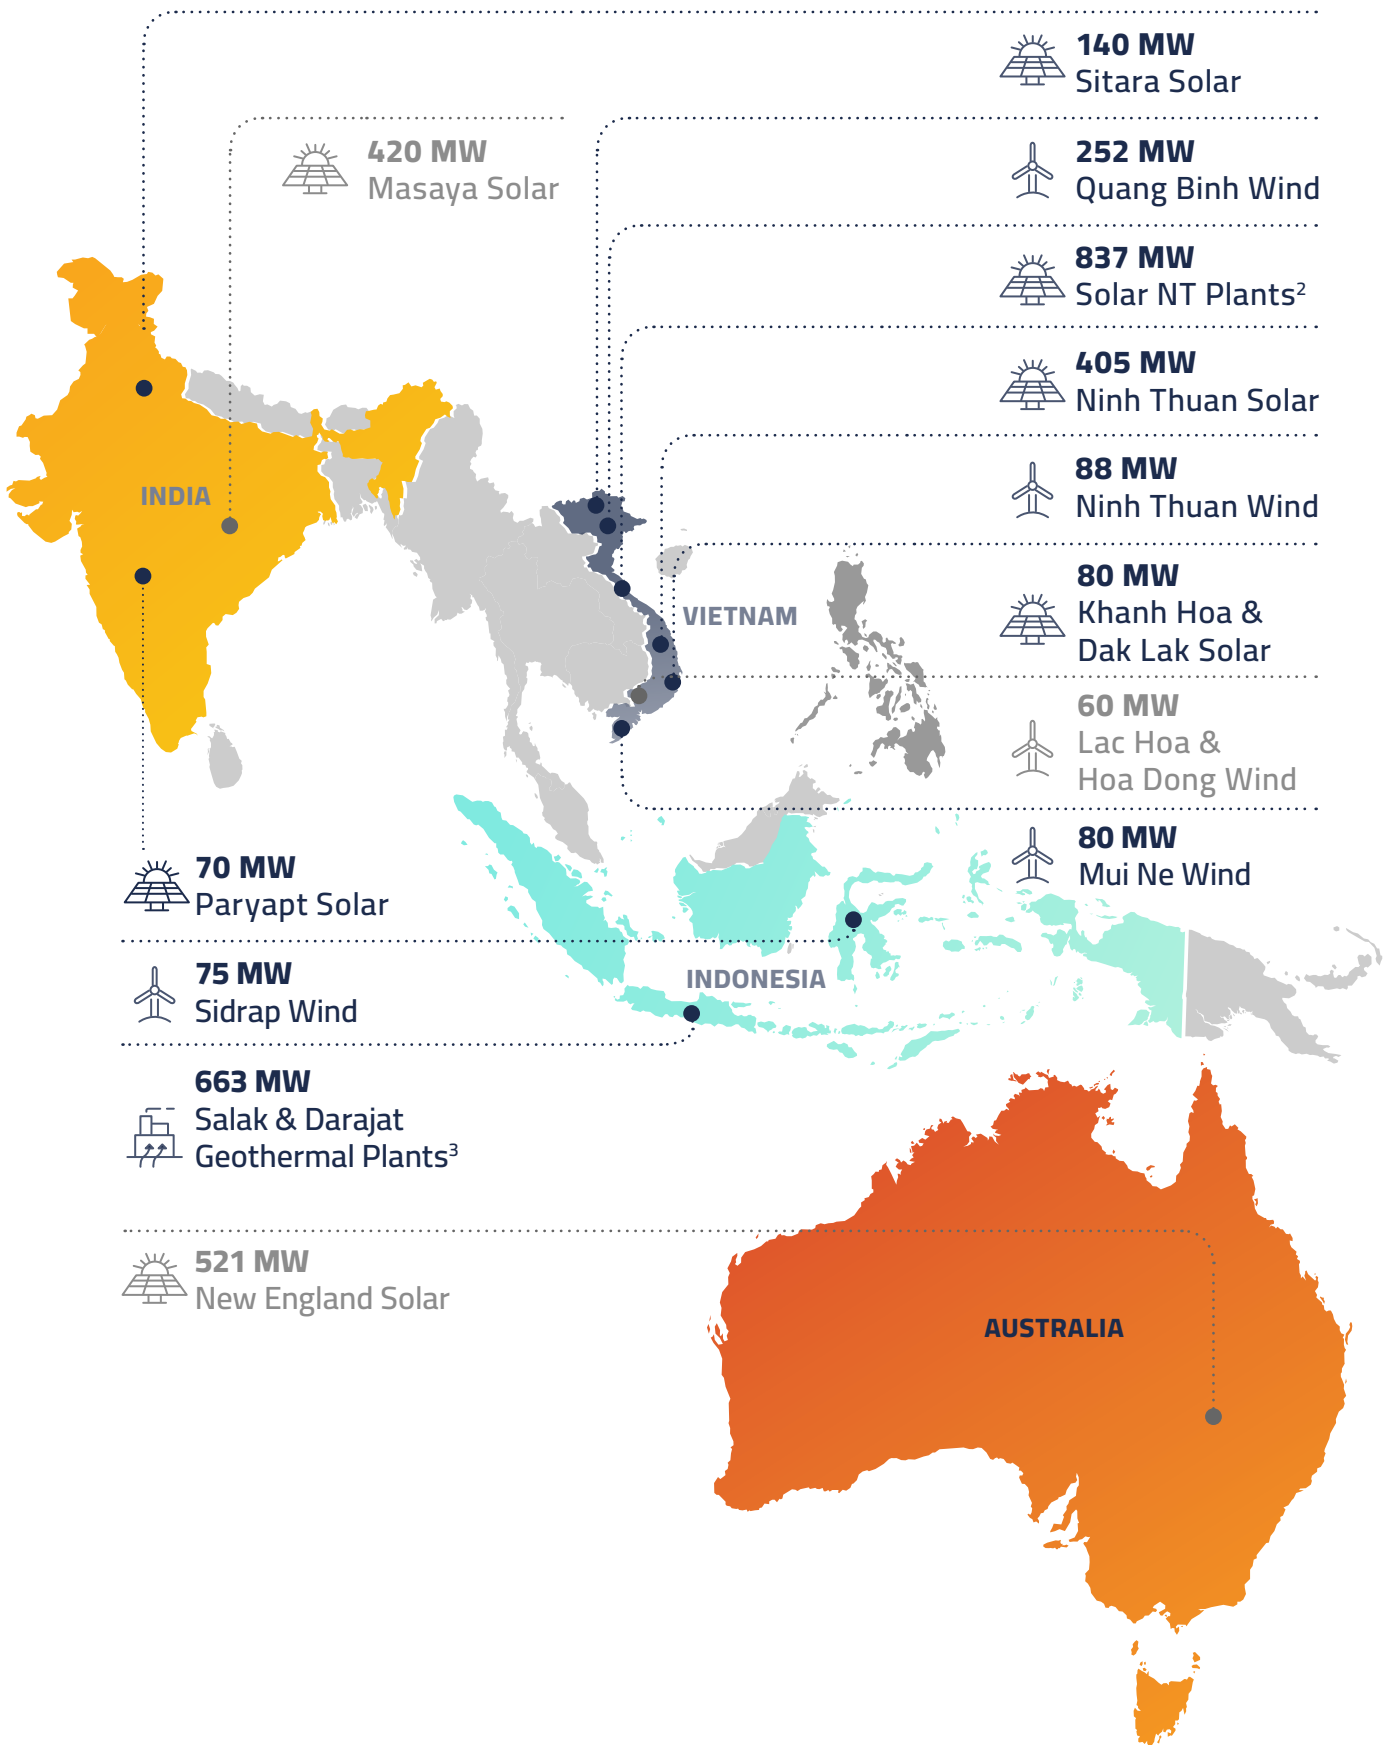 140 MW
Sitara Solar
420 MW
Masaya Solar
252 MW
Quang Binh Wind
837 MW
Solar NT Plants²
405 MW
Ninh Thuan Solar
88 MW
Ninh Thuan Wind
INDIA
VIETNAM
80 MW
Khanh Hoa &
Dak Lak Solar
60 MW
Lac Hoa &
Hoa Dong Wind
80 MW
Mui Ne Wind
70 MW
Paryapt Solar
75 MW
Sidrap Wind
INDONESIA
663 MW
Salak & Darajat
Geothermal Plants³
521 MW
New England Solar
AUSTRALIA